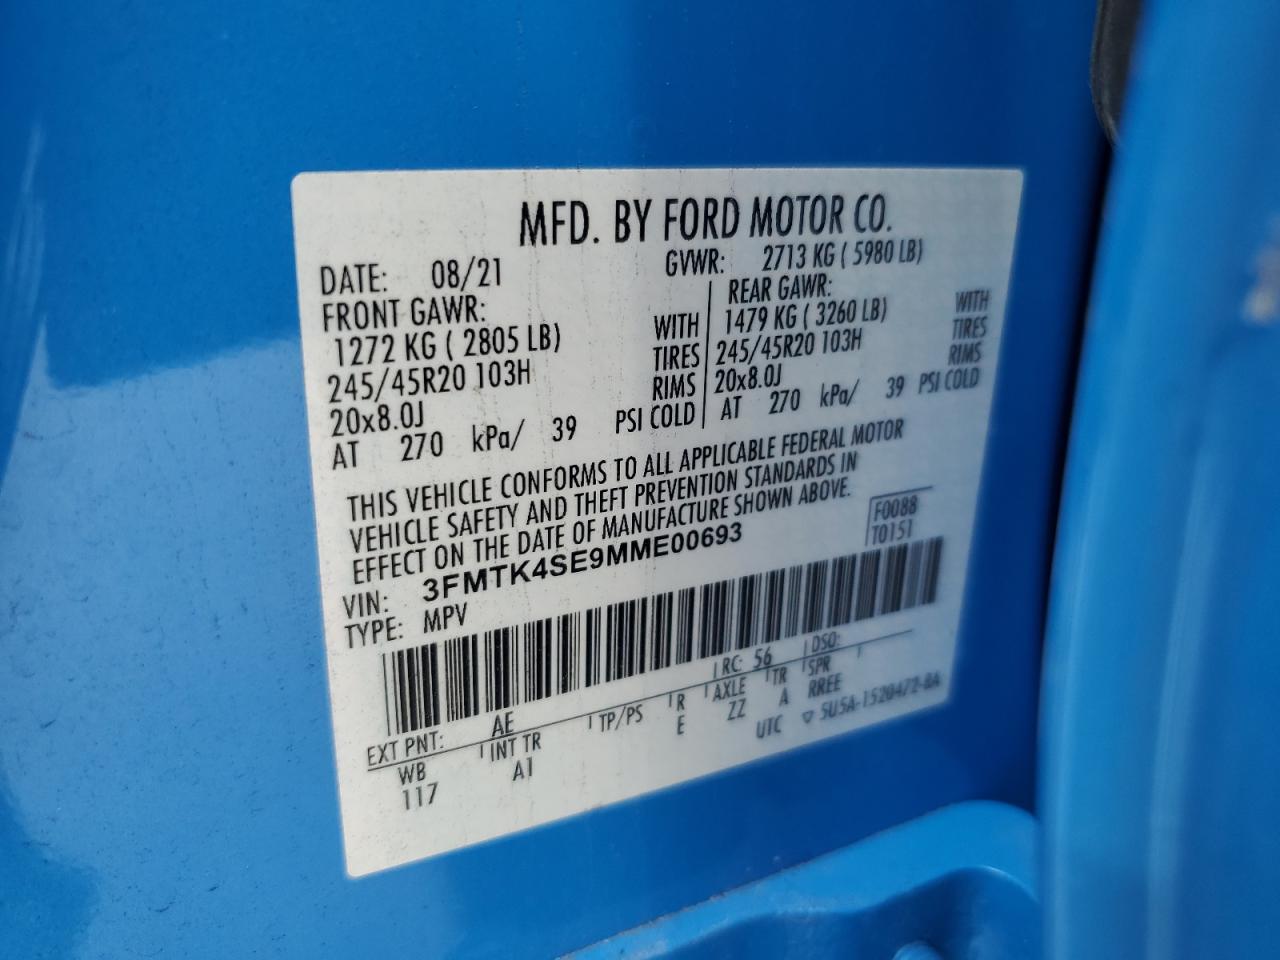 MFD. BY FORD MOTOR CO.
DATE: 08/21
GVWR: 2713 KG ( 5980 LB)
FRONT GAWR:
1272 KG ( 2805 LB) WITH
245/45R20 103H TIRES
20x8.0J RIMS
AT 270 kPa/ 39 PSI COLD
REAR GAWR:
1479 KG ( 3260 LB) WITH
245/45R20 103H TIRES
20x8.0J RIMS
AT 270 kPa/ 39 PSI COLD
THIS VEHICLE CONFORMS TO ALL APPLICABLE FEDERAL MOTOR
VEHICLE SAFETY AND THEFT PREVENTION STANDARDS IN
EFFECT ON THE DATE OF MANUFACTURE SHOWN ABOVE.
F0088
T0151
VIN: 3FMTK4SE9MME00693
TYPE: MPV
EXT PNT: AE RC: 56 DSO:
WB INT TR TP/PS R AXLE TR SPR
117 A1 E ZZ A RREE
UTC ▽ 5U5A-1520472-BA